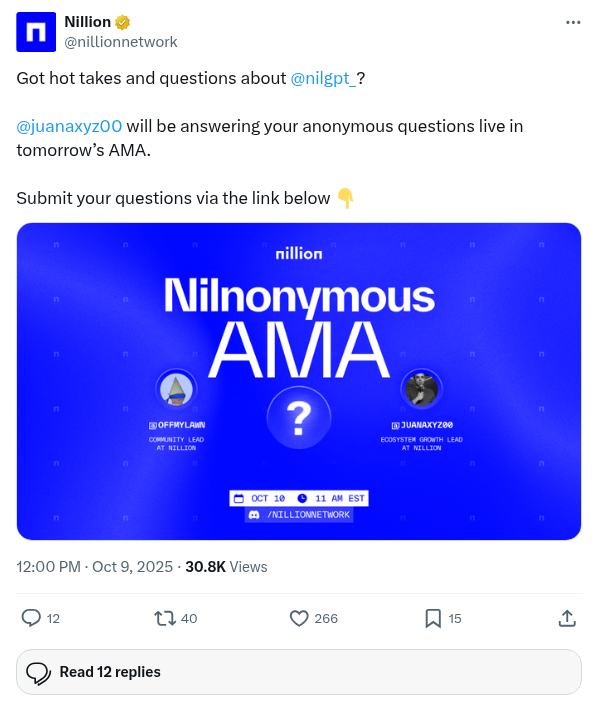 Nillion
@nillionnetwork
Got hot takes and questions about @nilgpt_?
@juanaxyz00 will be answering your anonymous questions live in
tomorrow’s AMA.
Submit your questions via the link below 👇
nillion
Nilnonymous
AMA
?
@OFFMYLAWN
COMMUNITY LEAD
AT NILLION
@JUANAXYZ00
ECOSYSTEM GROWTH LEAD
AT NILLION
OCT 10 11 AM EST
/NILLIONNETWORK
12:00 PM · Oct 9, 2025 · 30.8K Views
12 40 266 15
Read 12 replies